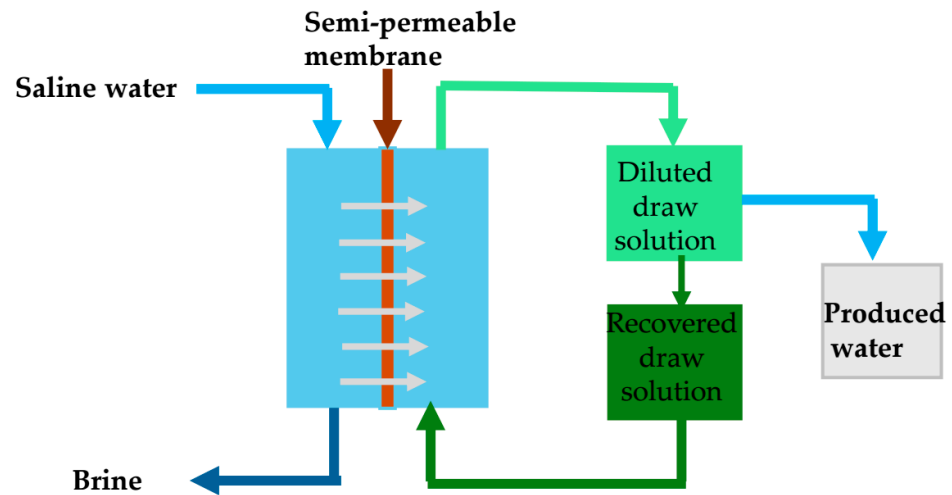 Semi-permeable
membrane
Saline water
Diluted
draw
solution
Produced
water
Recovered
draw
solution
Brine